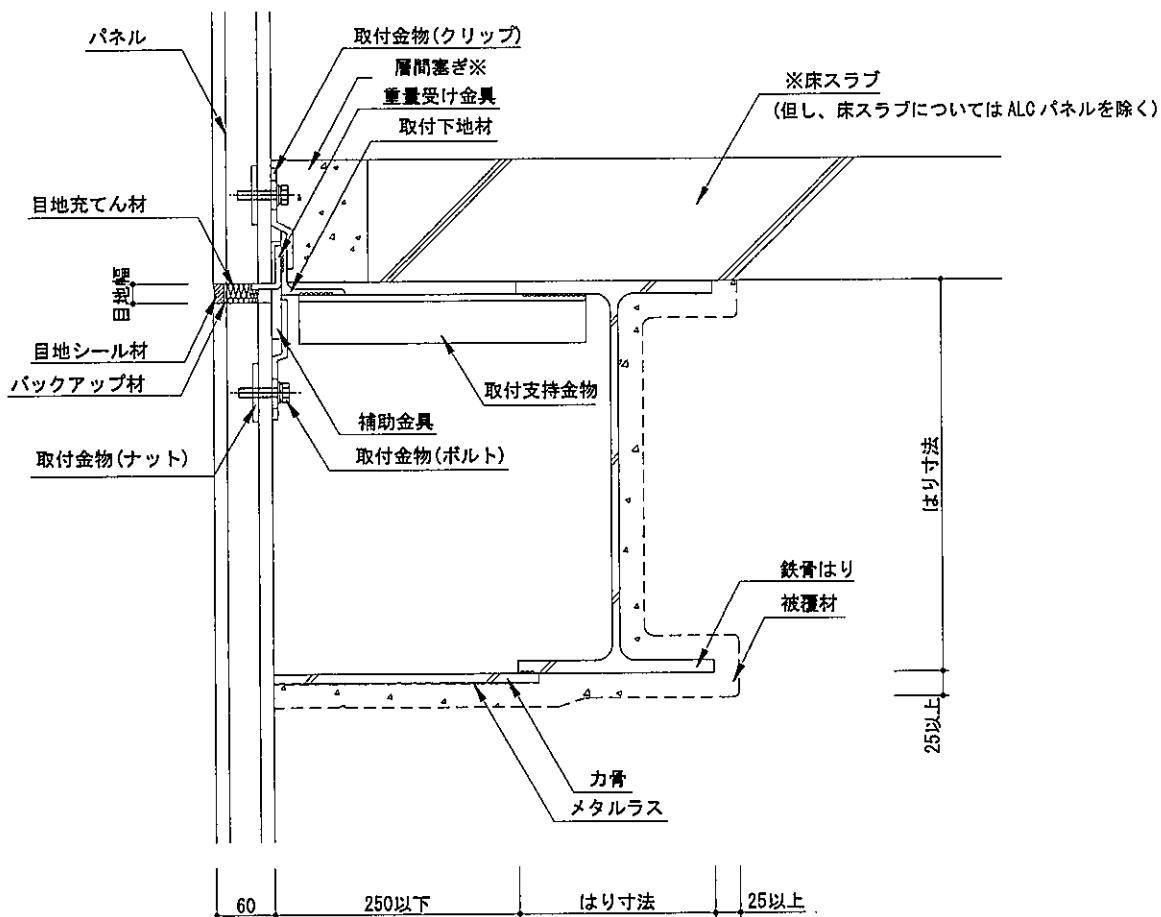 パネル
取付金物(クリップ)
層間塞ぎ※
重量受け金具
取付下地材
※床スラブ
(但し、床スラブについてはALCパネルを除く)
目地充てん材
目地幅
目地シール材
バックアップ材
取付支持金物
補助金具
取付金物(ナット)
取付金物(ボルト)
はり寸法
鉄骨はり
被覆材
25以上
力骨
メタルラス
60
250以下
はり寸法
25以上